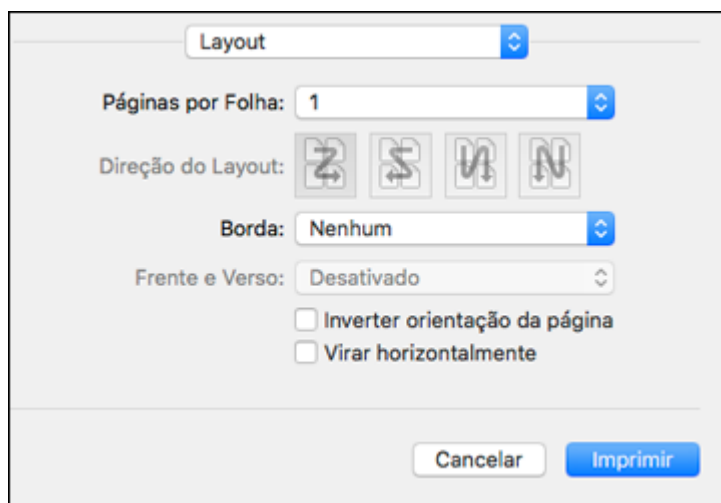 Layout
Páginas por Folha: 1
Direção do Layout:
Borda: Nenhum
Frente e Verso: Desativado
Inverter orientação da página
Virar horizontalmente
Cancelar Imprimir